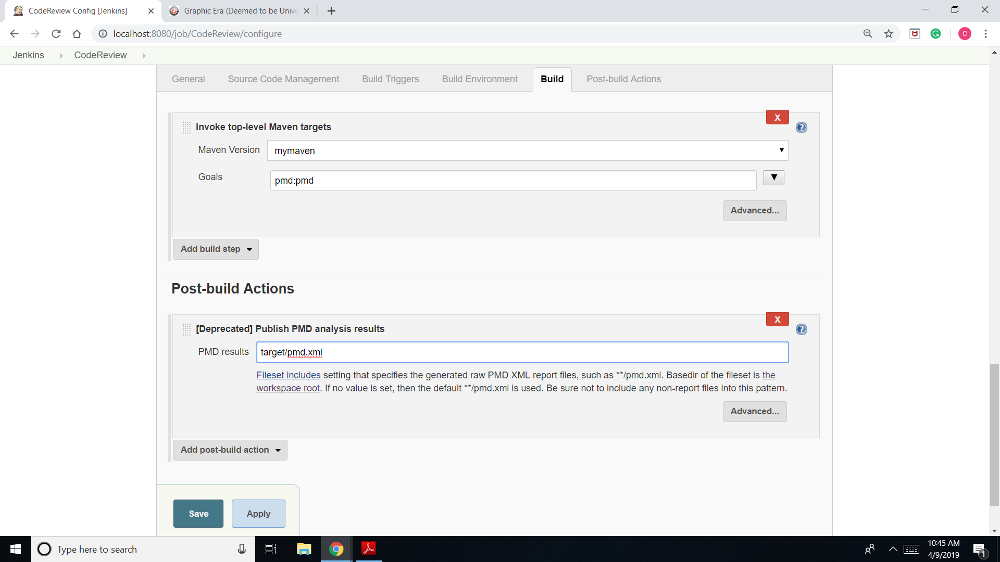 CodeReview Config [Jenkins]
Graphic Era (Deemed to be Unive
localhost:8080/job/CodeReview/configure
C
Jenkins
CodeReview
General
Source Code Management
Build Triggers
Build Environment
Build
Post-build Actions
X
Invoke top-level Maven targets
?
Maven Version
mymaven
Goals
pmd:pmd
Advanced...
Add build step
Post-build Actions
X
[Deprecated] Publish PMD analysis results
?
PMD results
target/pmd.xml
Fileset includes setting that specifies the generated raw PMD XML report files, such as **/pmd.xml. Basedir of the fileset is the
workspace root. If no value is set, then the default **/pmd.xml is used. Be sure not to include any non-report files into this pattern.
Advanced...
Add post-build action
Save
Apply
Type here to search
10:45 AM
4/9/2019
1